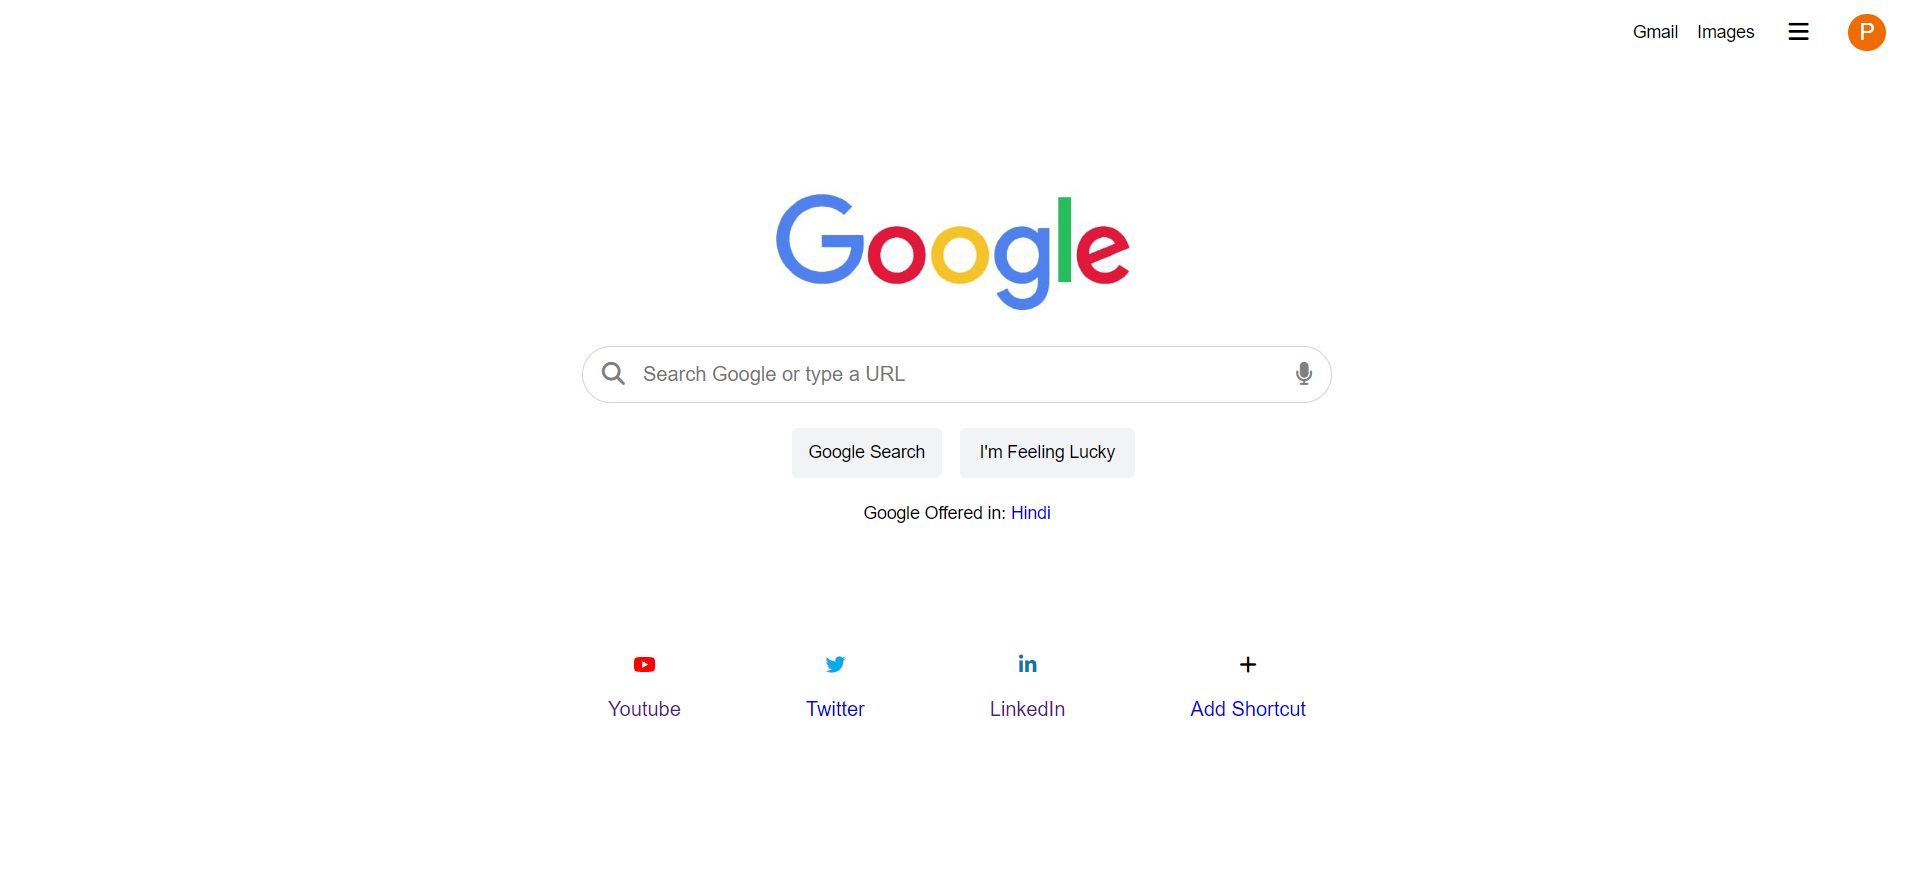 Gmail Images P
Google
Search Google or type a URL
Google Search I'm Feeling Lucky
Google Offered in: Hindi
in
Youtube Twitter LinkedIn Add Shortcut